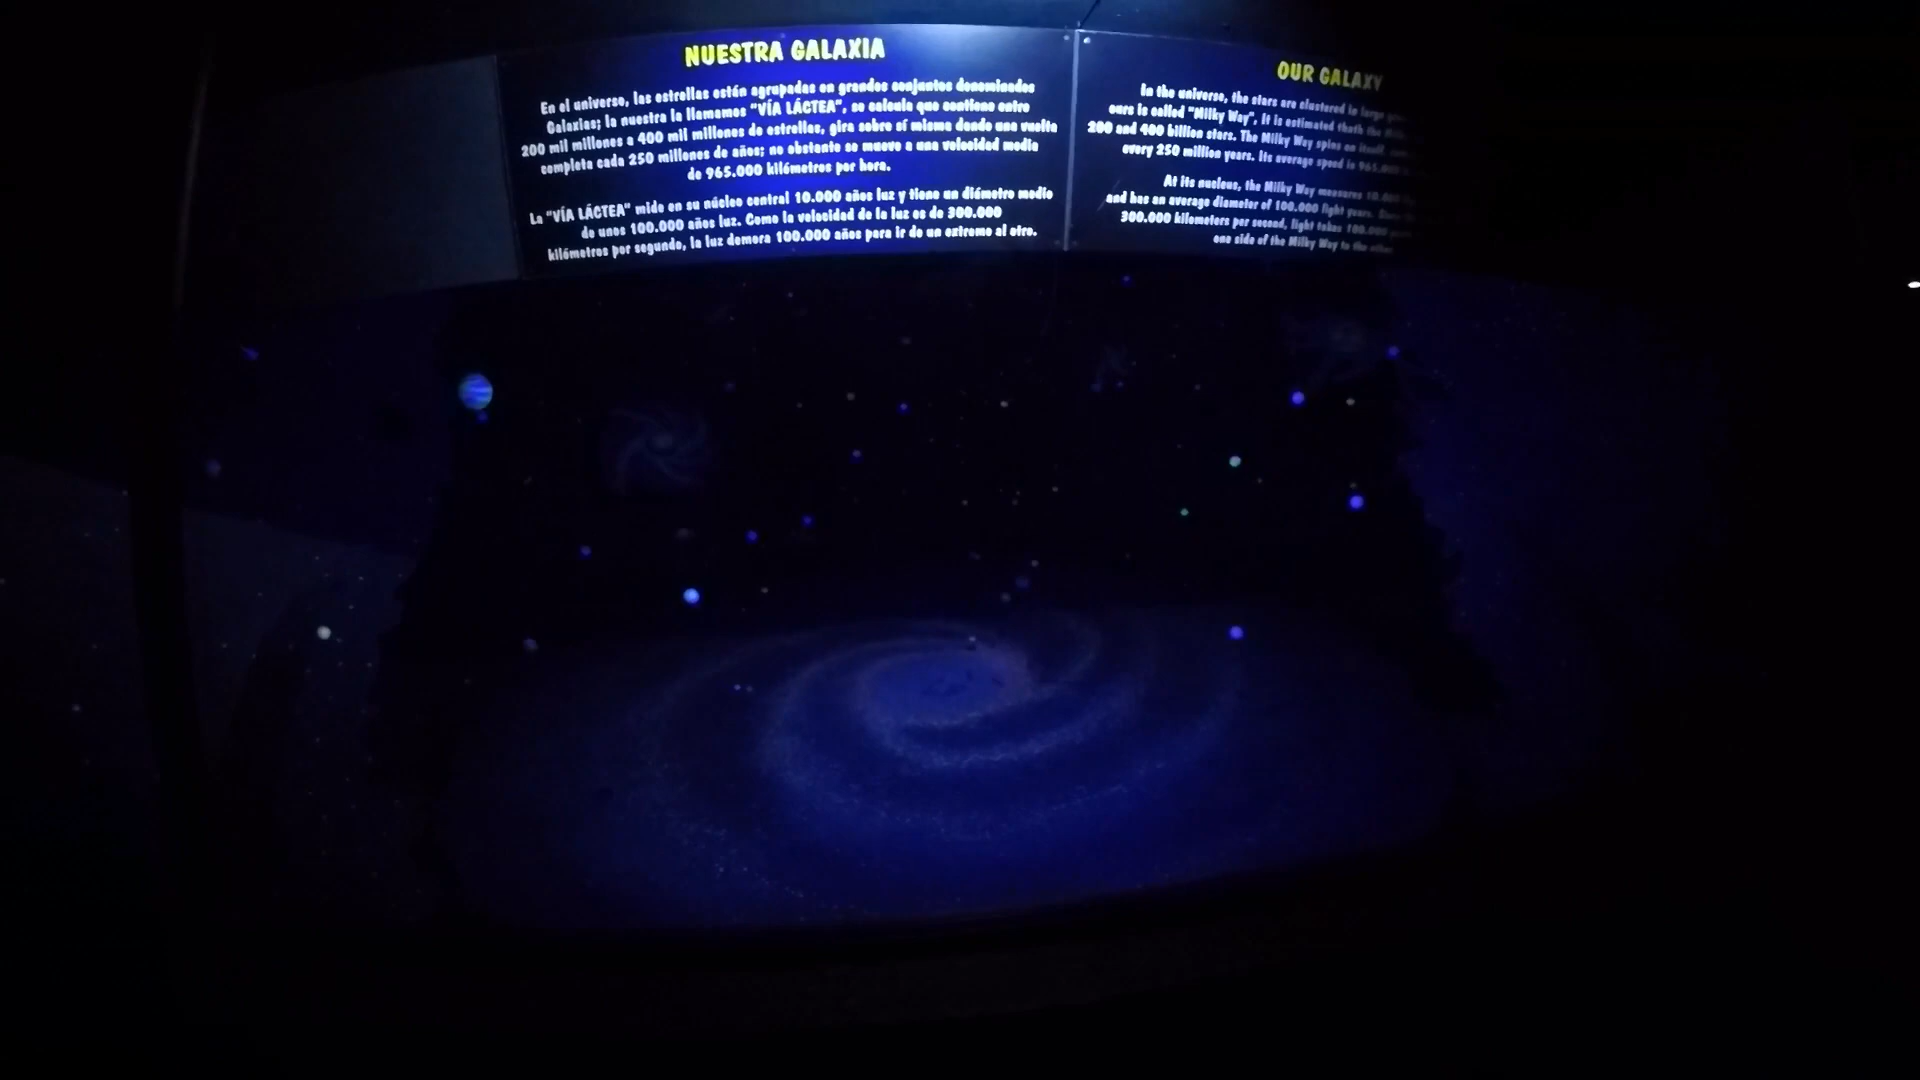 NUESTRA GALAXIA
En el universo, las estrellas están agrupadas en grandes conjuntos denominados
Galaxias; la nuestra la llamamos "VÍA LÁCTEA", se calcula que contiene entre
200 mil millones a 400 mil millones de estrellas, gira sobre sí misma dando una vuelta
completa cada 250 millones de años; no obstante se mueve a una velocidad media
de 965.000 kilómetros por hora.
La "VÍA LÁCTEA" mide en su núcleo central 10.000 años luz y tiene un diámetro medio
de unos 100.000 años luz. Como la velocidad de la luz es de 300.000
kilómetros por segundo, la luz demora 100.000 años para ir de un extremo al otro.
OUR GALAXY
In the universe, the stars are clustered in large
ours is called "Milky Way", it is estimated thath the
200 and 400 billion stars. The Milky Way spins on itself,
every 250 million years. Its average speed is 965.000
At its nucleus, the Milky Way measures 10.000
and has an average diameter of 100.000 light years.
300.000 kilometers per second, light takes 100.000
one side of the Milky Way to the other.